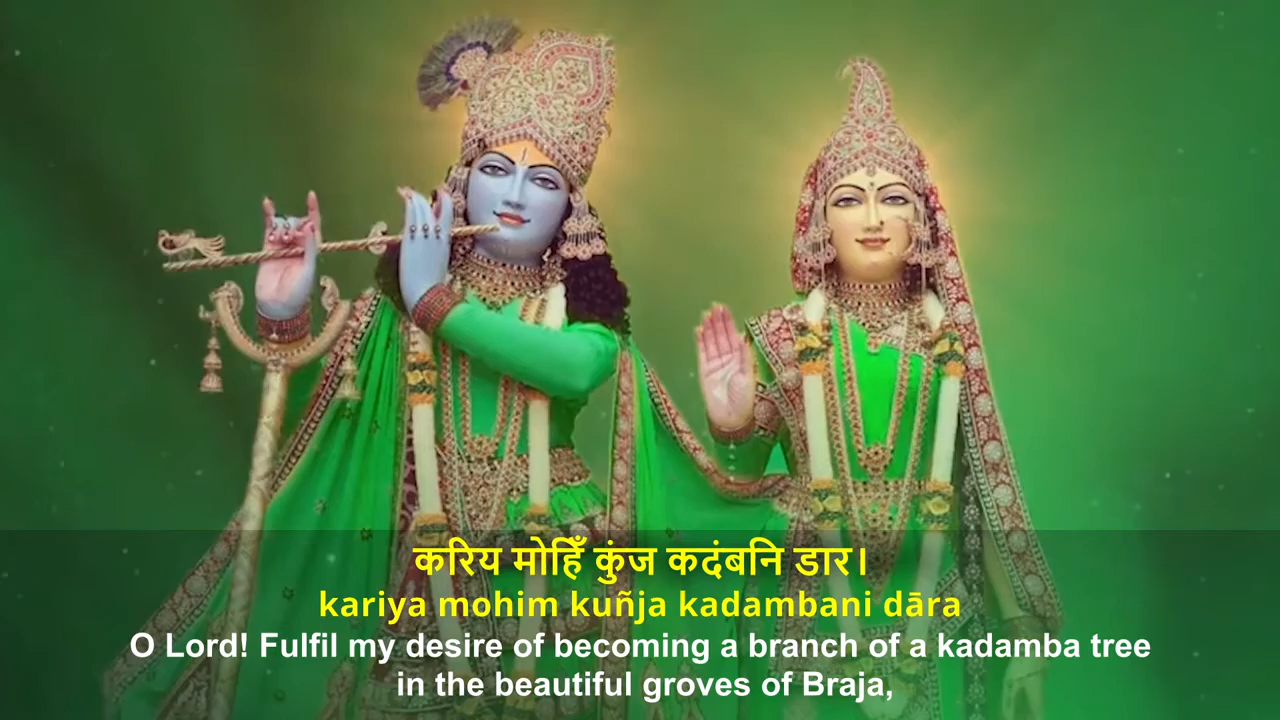 करिय मोहिँ कुंज कदंबनि डार।
kariya mohim kuñja kadambani dāra
O Lord! Fulfil my desire of becoming a branch of a kadamba tree
in the beautiful groves of Braja,